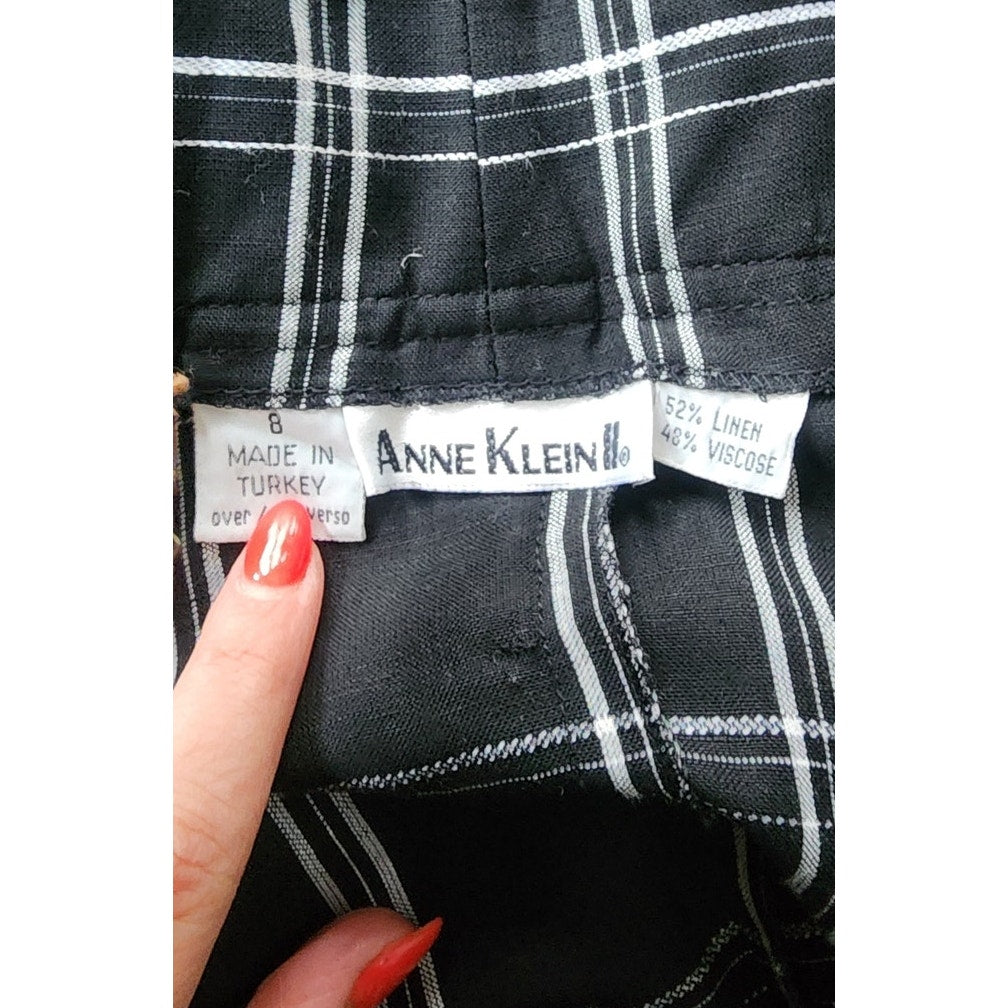 8
MADE IN
TURKEY
over / verso
ANNE KLEIN II®
52% LINEN
48% VISCOSE